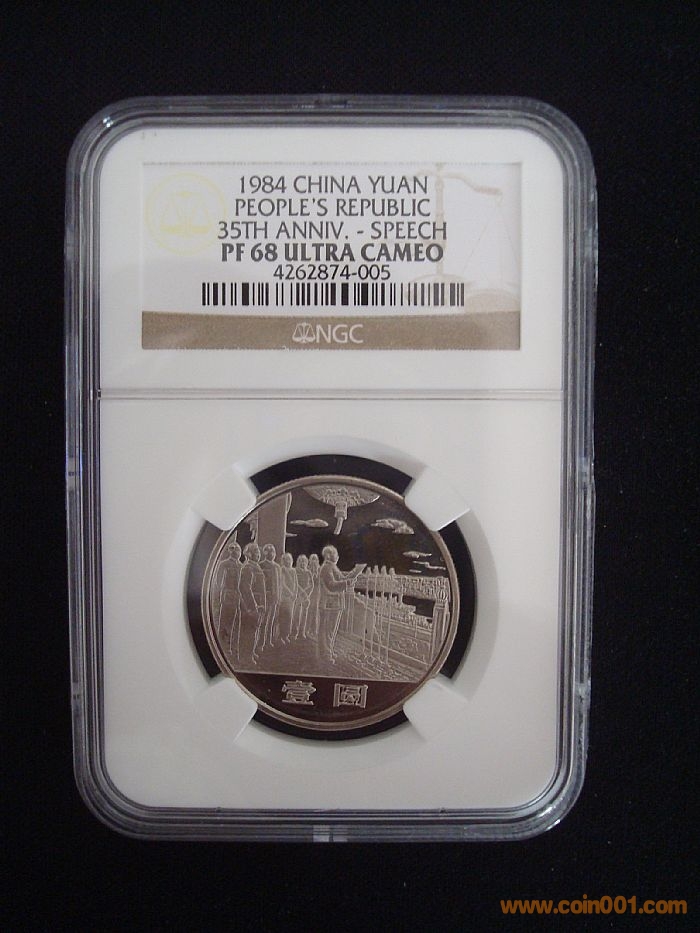 1984 CHINA YUAN
PEOPLE'S REPUBLIC
35TH ANNIV. - SPEECH
PF 68 ULTRA CAMEO
4262874-005
NGC
壹圆
www.coin001.com